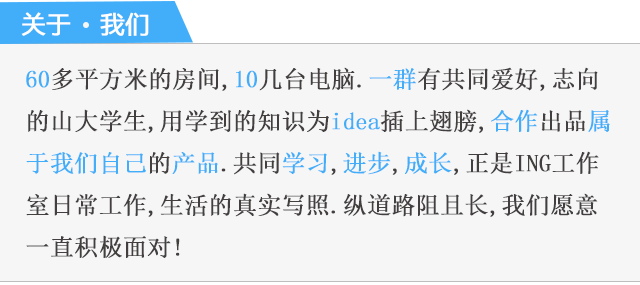 关于·我们
60多平方米的房间,10几台电脑.一群有共同爱好,志向
的山大学生,用学到的知识为idea插上翅膀,合作出品属
于我们自己的产品.共同学习,进步,成长,正是ING工作
室日常工作,生活的真实写照.纵道路阻且长,我们愿意
一直积极面对!